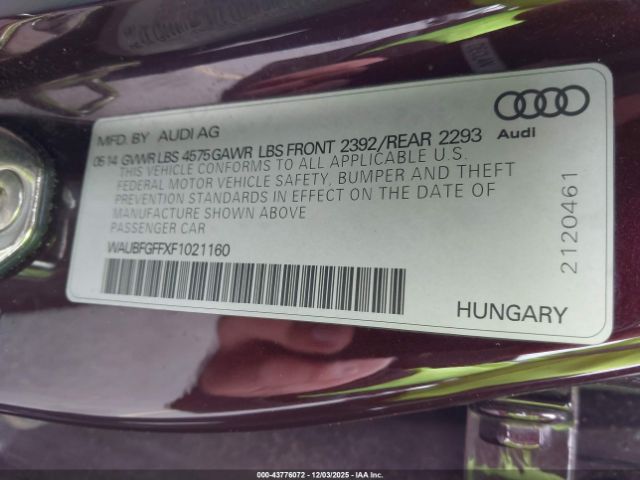 MFD. BY AUDI AG
0514 GVWR LBS 4575 GAWR LBS FRONT 2392/REAR 2293
THIS VEHICLE CONFORMS TO ALL APPLICABLE U.S.
FEDERAL MOTOR VEHICLE SAFETY, BUMPER AND THEFT
PREVENTION STANDARDS IN EFFECT ON THE DATE OF
MANUFACTURE SHOWN ABOVE
PASSENGER CAR
WAUBFGFFXF1021160
HUNGARY
Audi
2120461
000-43776072 | 12/03/2025 | IAA Inc.